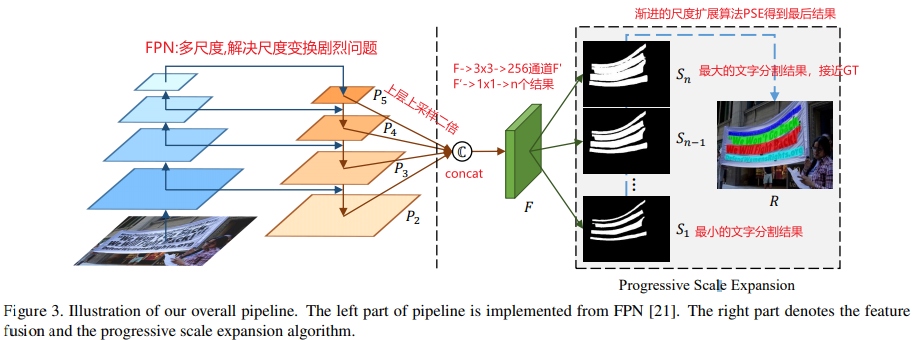 渐进的尺度扩展算法PSE得到最后结果
FPN:多尺度,解决尺度变换剧烈问题
F->3x3->256通道F'
F'->1x1->n个结果
S_n 最大的文字分割结果，接近GT
P_5
上层上采样二倍
P_4
S_{n-1}
ℂ
P_3
concat
...
P_2
F
R
S_1 最小的文字分割结果
Progressive Scale Expansion
Figure 3. Illustration of our overall pipeline. The left part of pipeline is implemented from FPN [21]. The right part denotes the feature
fusion and the progressive scale expansion algorithm.